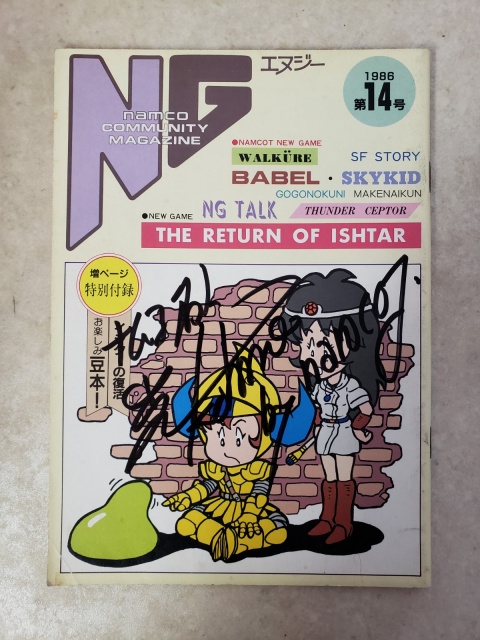 NG
エヌジー
namco
COMMUNITY
MAGAZINE
1986
第14号
●NAMCOT NEW GAME
WALKÜRE SF STORY
BABEL・SKYKID
GOGONOKUNI MAKENAIKUN
●NEW GAME NG TALK THUNDER CEPTOR
THE RETURN OF ISHTAR
増ページ
特別付録
の復活
お楽しみ豆本!
namco